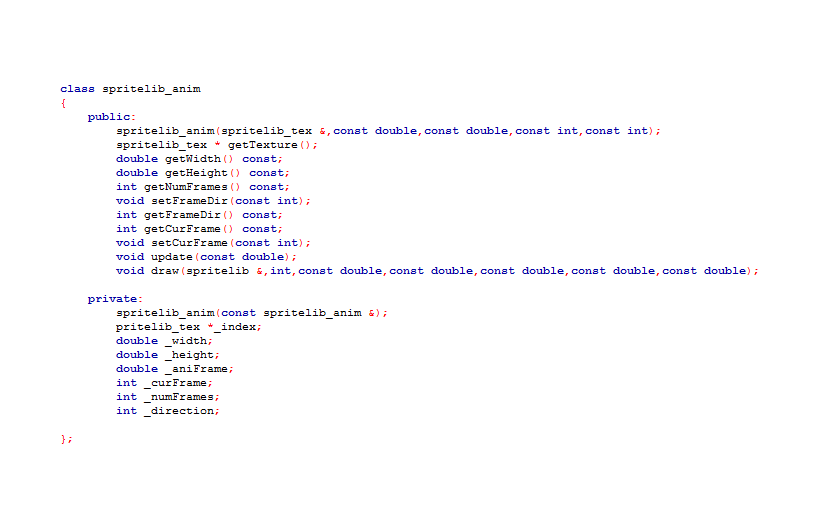 class spritelib_anim
{
public:
spritelib_anim(spritelib_tex &,const double,const double,const int,const int);
spritelib_tex * getTexture();
double getWidth() const;
double getHeight() const;
int getNumFrames() const;
void setFrameDir(const int);
int getFrameDir() const;
int getCurFrame() const;
void setCurFrame(const int);
void update(const double);
void draw(spritelib &,int,const double,const double,const double,const double,const double);
private:
spritelib_anim(const spritelib_anim &);
pritelib_tex *_index;
double _width;
double _height;
double _aniFrame;
int _curFrame;
int _numFrames;
int _direction;
};